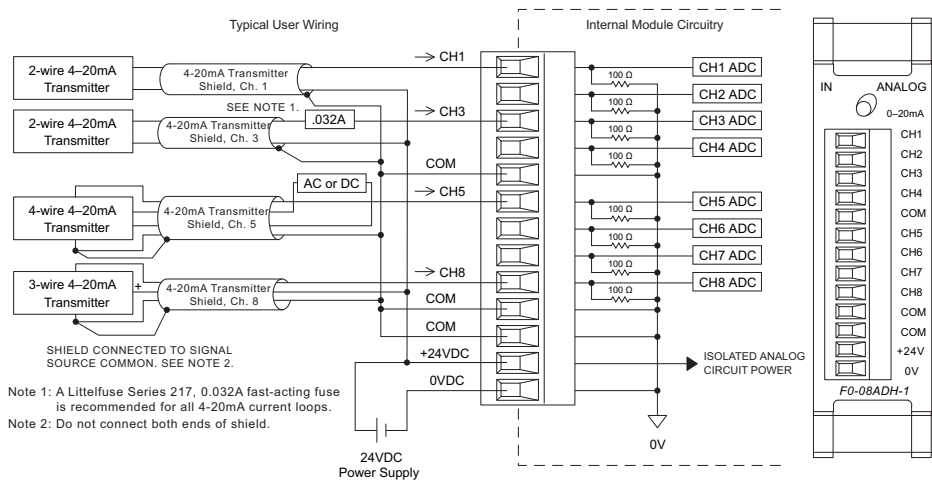 Typical User Wiring
Internal Module Circuitry
2-wire 4–20mA
Transmitter
4-20mA Transmitter
Shield, Ch. 1
CH1
SEE NOTE 1.
2-wire 4–20mA
Transmitter
4-20mA Transmitter
Shield, Ch. 3
.032A
CH3
COM
AC or DC
4-wire 4–20mA
Transmitter
4-20mA Transmitter
Shield, Ch. 5
CH5
3-wire 4–20mA
Transmitter
+
4-20mA Transmitter
Shield, Ch. 8
CH8
COM
COM
+24VDC
0VDC
SHIELD CONNECTED TO SIGNAL
SOURCE COMMON. SEE NOTE 2.
Note 1: A Littelfuse Series 217, 0.032A fast-acting fuse
is recommended for all 4-20mA current loops.
Note 2: Do not connect both ends of shield.
24VDC
Power Supply
100 Ω
CH1 ADC
100 Ω
CH2 ADC
100 Ω
CH3 ADC
100 Ω
CH4 ADC
100 Ω
CH5 ADC
100 Ω
CH6 ADC
100 Ω
CH7 ADC
100 Ω
CH8 ADC
ISOLATED ANALOG
CIRCUIT POWER
0V
IN
ANALOG
0–20mA
CH1
CH2
CH3
CH4
COM
CH5
CH6
CH7
CH8
COM
COM
+24V
0V
F0-08ADH-1